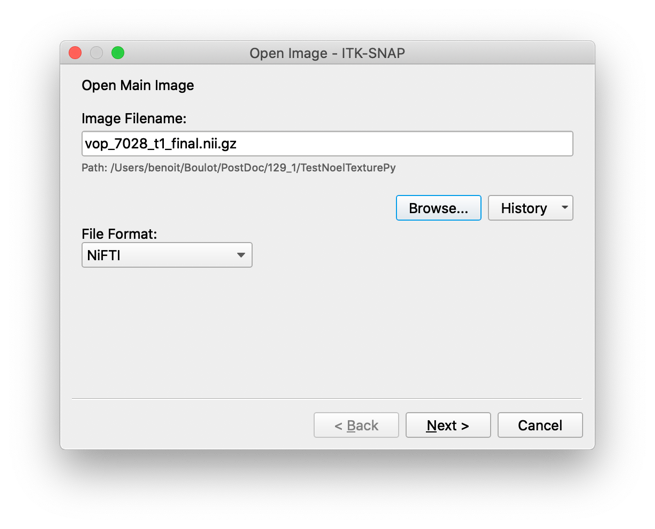 Open Image - ITK-SNAP
Open Main Image
Image Filename:
vop_7028_t1_final.nii.gz
Path: /Users/benoit/Boulot/PostDoc/129_1/TestNoelTexturePy
Browse... History
File Format:
NiFTI
< Back Next > Cancel